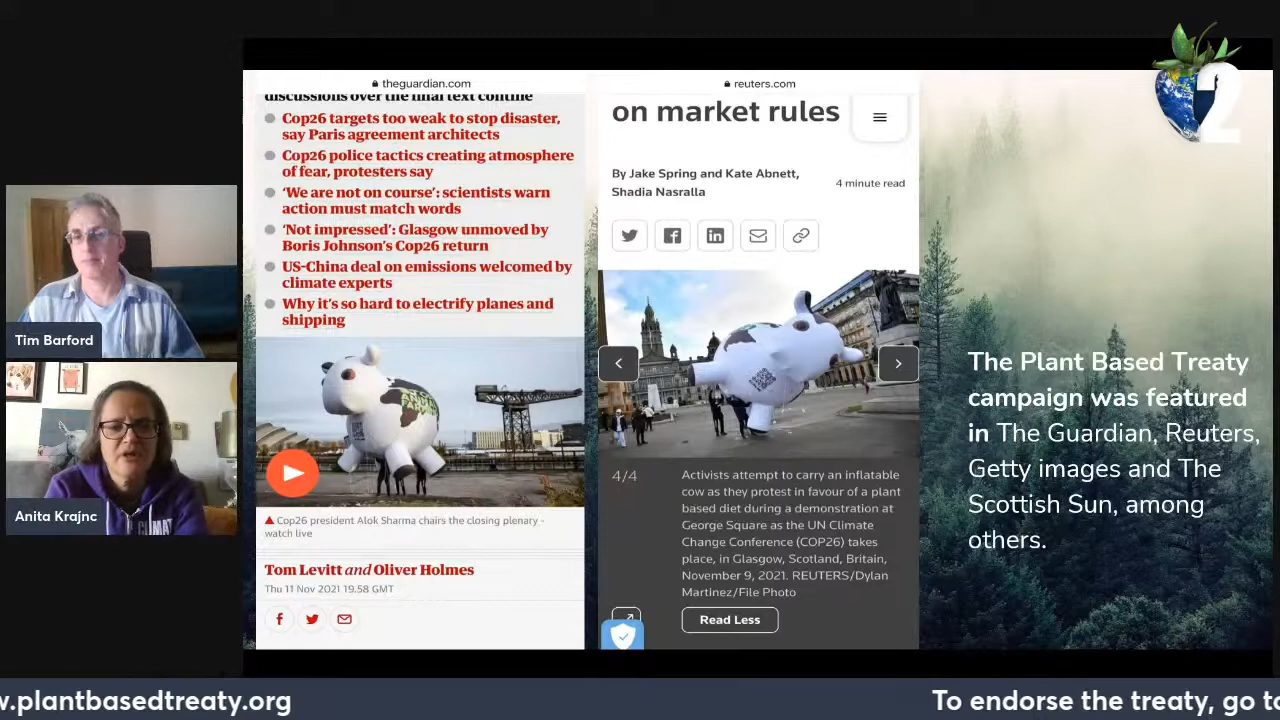 theguardian.com
discussions over the final text continue
Cop26 targets too weak to stop disaster,
say Paris agreement architects
Cop26 police tactics creating atmosphere
of fear, protesters say
‘We are not on course’: scientists warn
action must match words
‘Not impressed’: Glasgow unmoved by
Boris Johnson’s Cop26 return
US-China deal on emissions welcomed by
climate experts
Why it’s so hard to electrify planes and
shipping
Cop26 president Alok Sharma chairs the closing plenary -
watch live
Tom Levitt and Oliver Holmes
Thu 11 Nov 2021 19.58 GMT
reuters.com
on market rules
By Jake Spring and Kate Abnett,
Shadia Nasralla
4 minute read
4/4
Activists attempt to carry an inflatable
cow as they protest in favour of a plant
based diet during a demonstration at
George Square as the UN Climate
Change Conference (COP26) takes
place, in Glasgow, Scotland, Britain,
November 9, 2021. REUTERS/Dylan
Martinez/File Photo
Read Less
2
The Plant Based Treaty
campaign was featured
in The Guardian, Reuters,
Getty images and The
Scottish Sun, among
others.
Tim Barford
Anita Krajnc
w.plantbasedtreaty.org
To endorse the treaty, go to